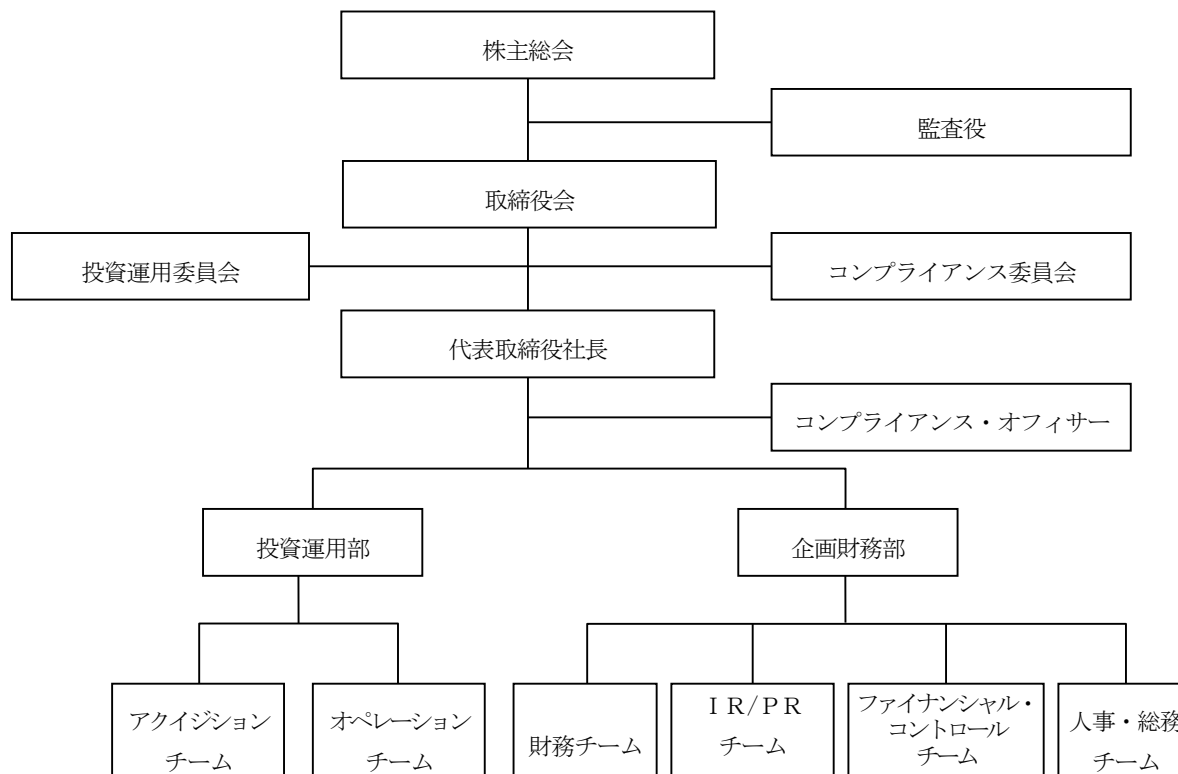 株主総会
監査役
取締役会
投資運用委員会
コンプライアンス委員会
代表取締役社長
コンプライアンス・オフィサー
投資運用部
企画財務部
アクイジション
チーム
オペレーション
チーム
財務チーム
ＩＲ/ＰＲ
チーム
ファイナンシャル・
コントロール
チーム
人事・総務
チーム